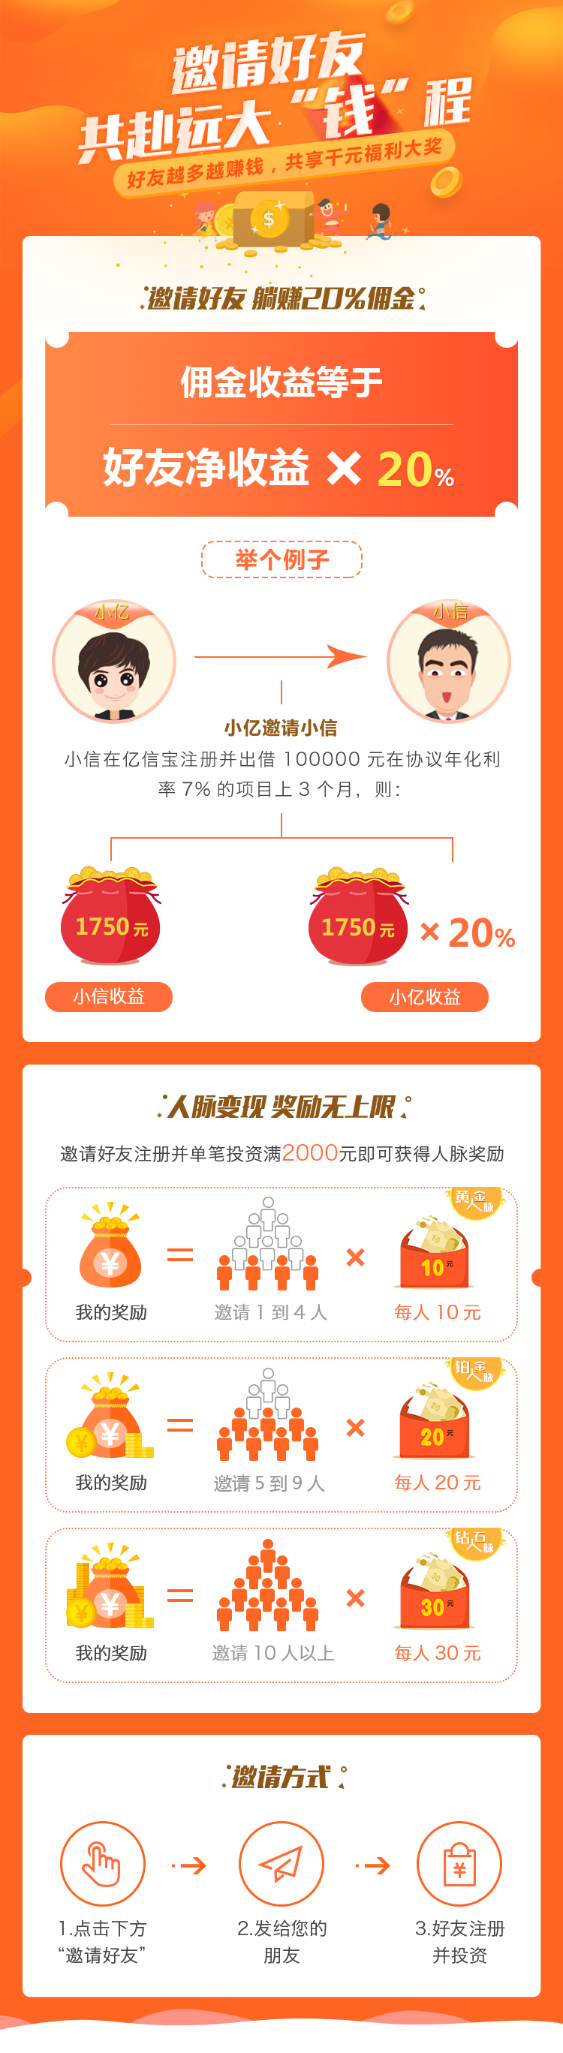 邀请好友
共赴远大“钱”程
好友越多越赚钱，共享千元福利大奖
$
邀请好友 躺赚20%佣金
佣金收益等于
好友净收益 × 20%
举个例子
小亿
小信
小亿邀请小信
小信在亿信宝注册并出借 100000 元在协议年化利
率 7% 的项目上 3 个月，则：
1750元
1750元 × 20%
小信收益
小亿收益
人脉变现 奖励无上限
邀请好友注册并单笔投资满2000元即可获得人脉奖励
黄金人脉
¥ = × 10 10元
我的奖励 邀请 1 到 4 人 每人 10 元
铂金人脉
¥ ¥ = × 20 20元
我的奖励 邀请 5 到 9 人 每人 20 元
钻石人脉
¥ ¥ = × 30 30元
我的奖励 邀请 10 人以上 每人 30 元
邀请方式
¥
1.点击下方
“邀请好友”
2.发给您的
朋友
3.好友注册
并投资